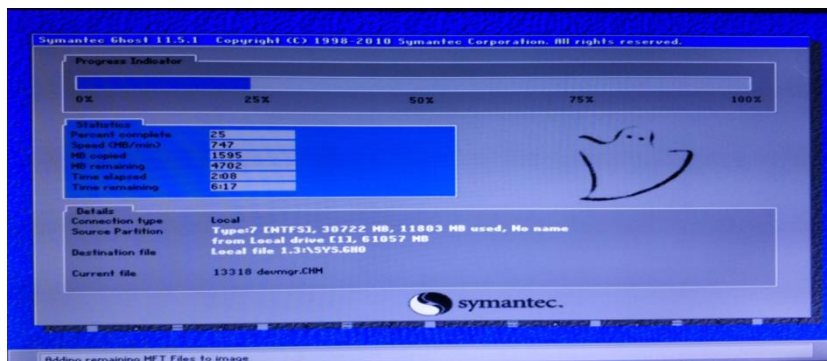 Symantec Ghost 11.5.1 Copyright (C) 1998-2010 Symantec Corporation. All rights reserved.
Progress Indicator
0% 25% 50% 75% 100%
Statistics
Percent complete 25
Speed (MB/min) 747
MB copied 1595
MB remaining 4702
Time elapsed 2:08
Time remaining 6:17
Details
Connection type Local
Source Partition Type:7 [NTFS], 30722 MB, 11803 MB used, No name
from Local drive [1], 61057 MB
Destination file Local file 1.3:\SYS.GHO
Current file 13318 devmgr.CHM
symantec.
Adding remaining MFT Files to image